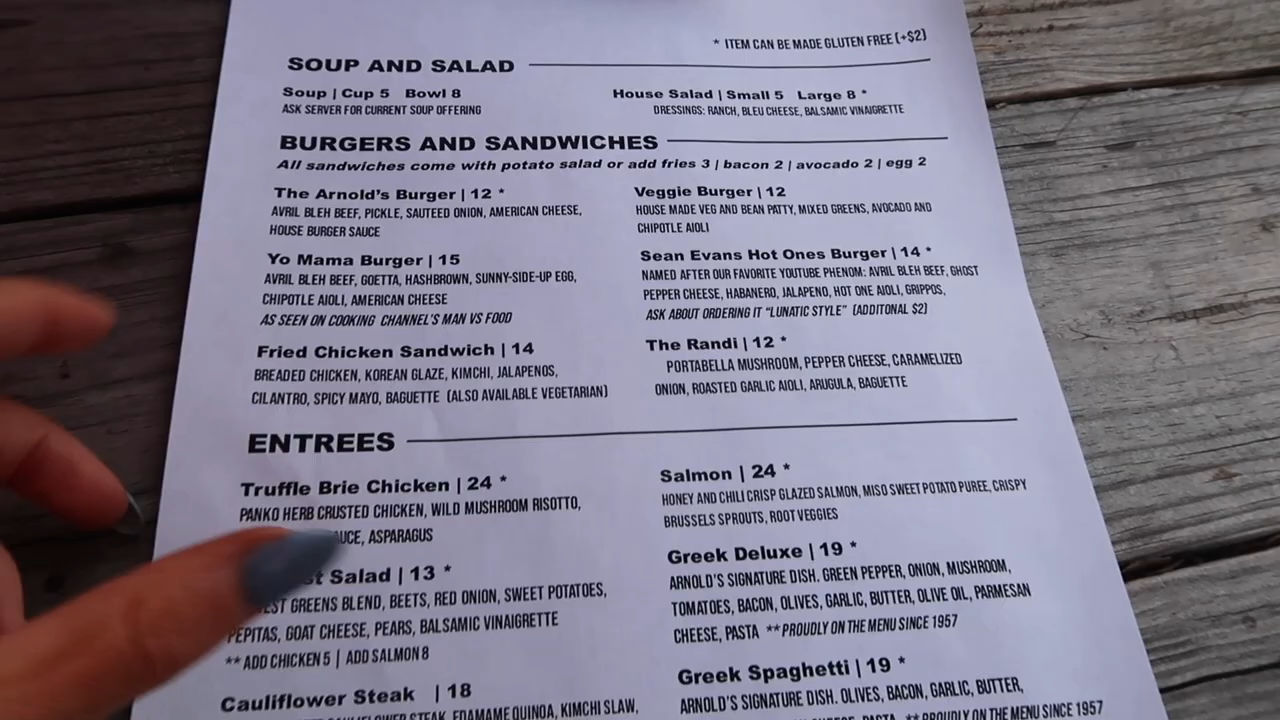 * ITEM CAN BE MADE GLUTEN FREE (+$2)
SOUP AND SALAD
Soup | Cup 5 Bowl 8
ASK SERVER FOR CURRENT SOUP OFFERING
House Salad | Small 5 Large 8 *
DRESSINGS: RANCH, BLEU CHEESE, BALSAMIC VINAIGRETTE
BURGERS AND SANDWICHES
All sandwiches come with potato salad or add fries 3 | bacon 2 | avocado 2 | egg 2
The Arnold's Burger | 12 *
AVRIL BLEH BEEF, PICKLE, SAUTEED ONION, AMERICAN CHEESE,
HOUSE BURGER SAUCE
Yo Mama Burger | 15
AVRIL BLEH BEEF, GOETTA, HASHBROWN, SUNNY-SIDE-UP EGG,
CHIPOTLE AIOLI, AMERICAN CHEESE
AS SEEN ON COOKING CHANNEL'S MAN VS FOOD
Fried Chicken Sandwich | 14
BREADED CHICKEN, KOREAN GLAZE, KIMCHI, JALAPENOS,
CILANTRO, SPICY MAYO, BAGUETTE (ALSO AVAILABLE VEGETARIAN)
Veggie Burger | 12
HOUSE MADE VEG AND BEAN PATTY, MIXED GREENS, AVOCADO AND
CHIPOTLE AIOLI
Sean Evans Hot Ones Burger | 14 *
NAMED AFTER OUR FAVORITE YOUTUBE PHENOM: AVRIL BLEH BEEF, GHOST
PEPPER CHEESE, HABANERO, JALAPENO, HOT ONE AIOLI, GRIPPOS,
ASK ABOUT ORDERING IT "LUNATIC STYLE" (ADDITONAL $2)
The Randi | 12 *
PORTABELLA MUSHROOM, PEPPER CHEESE, CARAMELIZED
ONION, ROASTED GARLIC AIOLI, ARUGULA, BAGUETTE
ENTREES
Truffle Brie Chicken | 24 *
PANKO HERB CRUSTED CHICKEN, WILD MUSHROOM RISOTTO,
ASPARAGUS
Salad | 13 *
GREENS BLEND, BEETS, RED ONION, SWEET POTATOES,
PEPITAS, GOAT CHEESE, PEARS, BALSAMIC VINAIGRETTE
** ADD CHICKEN 5 | ADD SALMON 8
Cauliflower Steak | 18
STEAK, EDAMAME QUINOA, KIMCHI SLAW,
Salmon | 24 *
HONEY AND CHILI CRISP GLAZED SALMON, MISO SWEET POTATO PUREE, CRISPY
BRUSSELS SPROUTS, ROOT VEGGIES
Greek Deluxe | 19 *
ARNOLD'S SIGNATURE DISH. GREEN PEPPER, ONION, MUSHROOM,
TOMATOES, BACON, OLIVES, GARLIC, BUTTER, OLIVE OIL, PARMESAN
CHEESE, PASTA ** PROUDLY ON THE MENU SINCE 1957
Greek Spaghetti | 19 *
ARNOLD'S SIGNATURE DISH. OLIVES, BACON, GARLIC, BUTTER,
PASTA ** PROUDLY ON THE MENU SINCE 1957